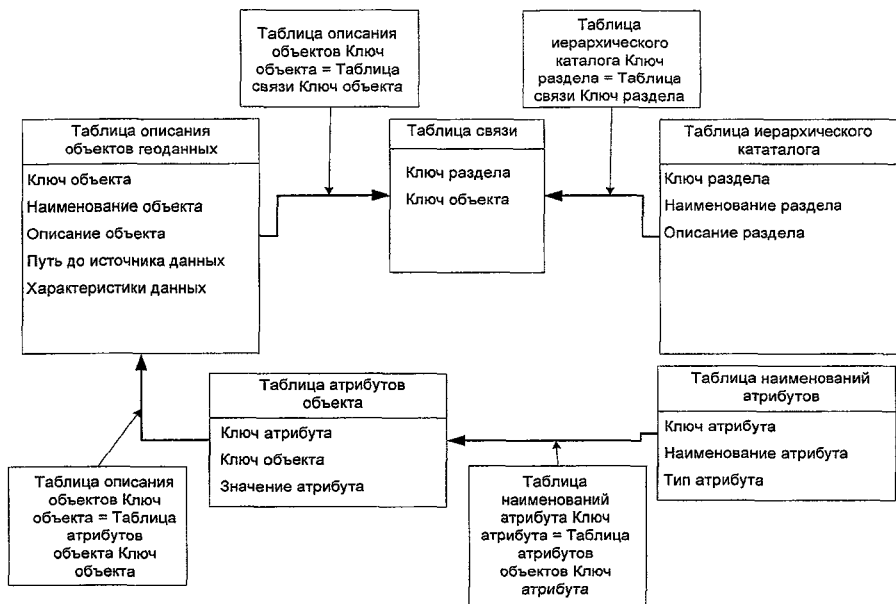 Таблица описания
объектов Ключ
объекта = Таблица
связи Ключ объекта
Таблица
иерархического
каталога Ключ
раздела = Таблица
связи Ключ раздела
Таблица описания
объектов геоданных
Ключ объекта
Наименование объекта
Описание объекта
Путь до источника данных
Характеристики данных
Таблица связи
Ключ раздела
Ключ объекта
Таблица иерархического
кататалога
Ключ раздела
Наименование раздела
Описание раздела
Таблица атрибутов
объекта
Ключ атрибута
Ключ объекта
Значение атрибута
Таблица наименований
атрибутов
Ключ атрибута
Наименование атрибута
Тип атрибута
Таблица описания
объектов Ключ
объекта = Таблица
атрибутов
объекта Ключ
объекта
Таблица
наименований
атрибута Ключ
атрибута = Таблица
атрибутов
объектов Ключ
атрибута